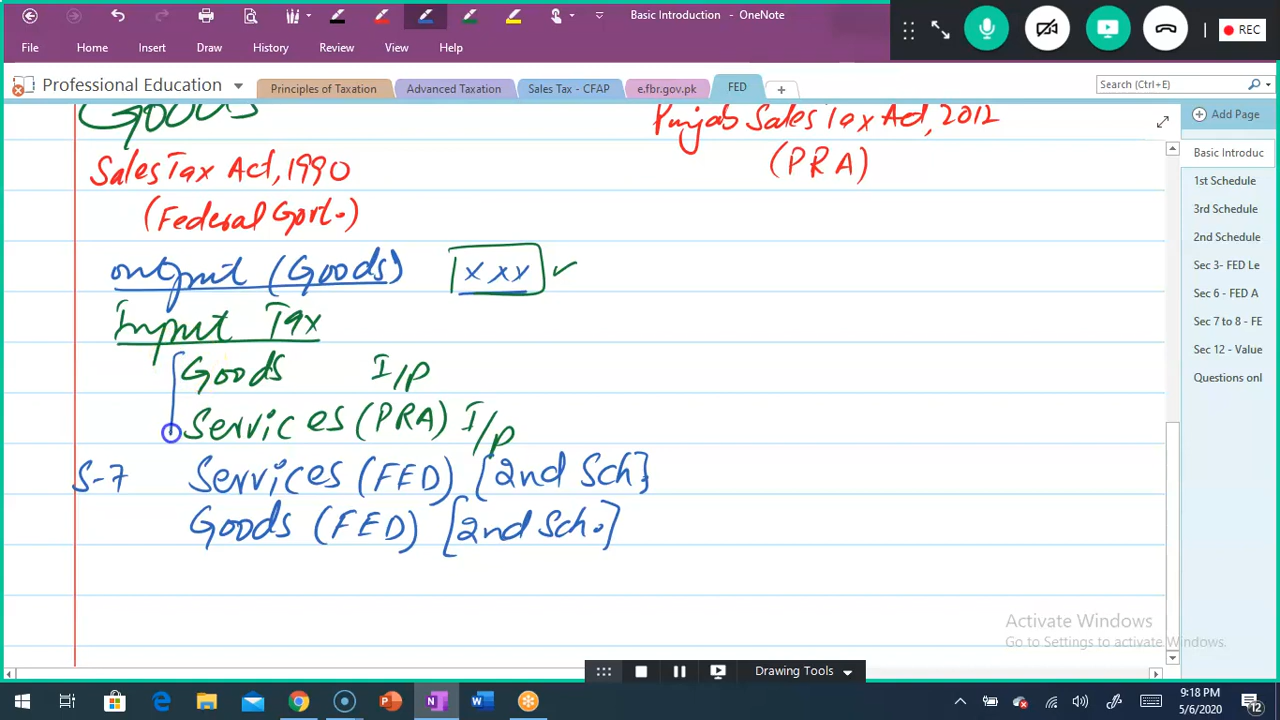 Basic Introduction - OneNote
REC
File Home Insert Draw History Review View Help
Professional Education
Principles of Taxation
Advanced Taxation
Sales Tax - CFAP
e.fbr.gov.pk
FED
Search (Ctrl+E)
Add Page
Basic Introduc
1st Schedule
3rd Schedule
2nd Schedule
Sec 3- FED Le
Sec 6 - FED A
Sec 7 to 8 - FE
Sec 12 - Value
Questions onl
Goods
Punjab Sales Tax Act, 2012
(PRA)
Sales Tax Act, 1990
(Federal Govt.)
output (Goods) xxx
Input Tax
Goods I/p
Services (PRA) I/p
S-7 Services (FED) [2nd Sch]
Goods (FED) [2nd Sch.]
Activate Windows
Go to Settings to activate Windows.
Drawing Tools
9:18 PM
5/6/2020
12